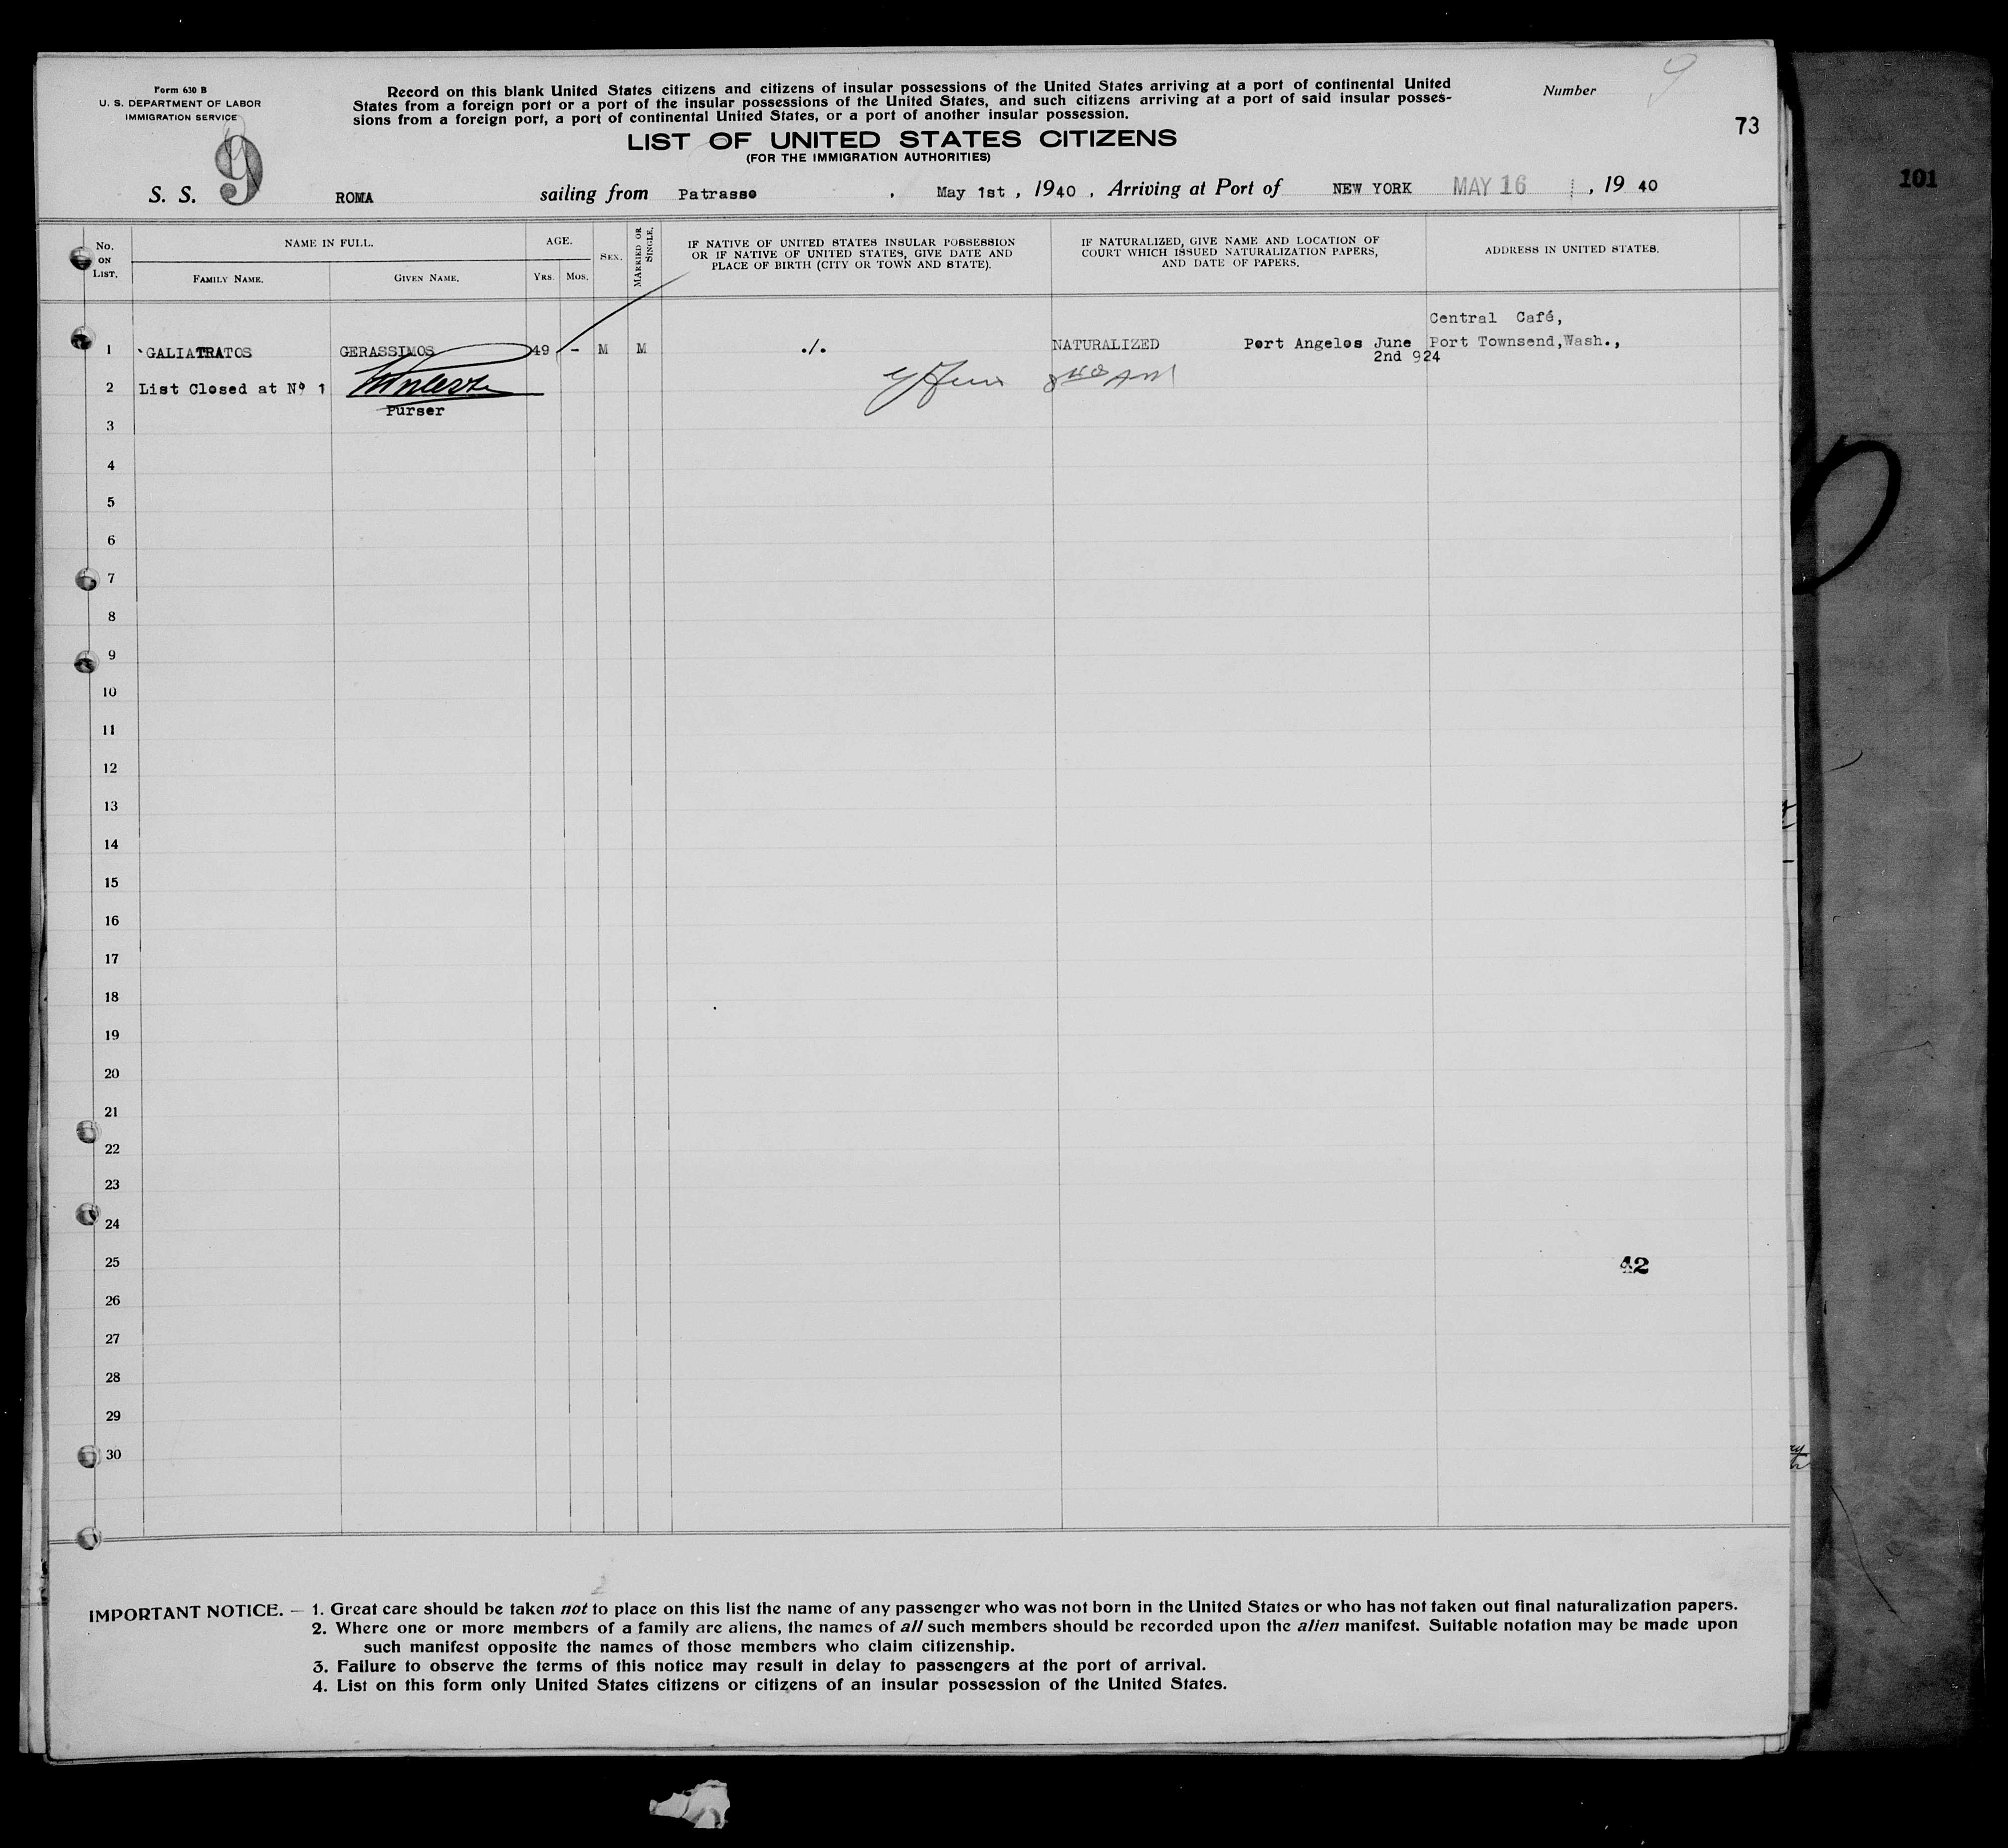 Form 630 B
U. S. DEPARTMENT OF LABOR
IMMIGRATION SERVICE
9
Record on this blank United States citizens and citizens of insular possessions of the United States arriving at a port of continental United
States from a foreign port or a port of the insular possessions of the United States, and such citizens arriving at a port of said insular posses-
sions from a foreign port, a port of continental United States, or a port of another insular possession.
Number 9
73
101
LIST OF UNITED STATES CITIZENS
(FOR THE IMMIGRATION AUTHORITIES)
S. S. ROMA sailing from Patrasso , May 1st , 1940 , Arriving at Port of NEW YORK MAY 16 , 19 40
No. ON LIST.
NAME IN FULL.
FAMILY NAME.
GIVEN NAME.
AGE.
YRS.
MOS.
SEX.
MARRIED OR SINGLE.
IF NATIVE OF UNITED STATES INSULAR POSSESSION
OR IF NATIVE OF UNITED STATES, GIVE DATE AND
PLACE OF BIRTH (CITY OR TOWN AND STATE).
IF NATURALIZED, GIVE NAME AND LOCATION OF
COURT WHICH ISSUED NATURALIZATION PAPERS,
AND DATE OF PAPERS.
ADDRESS IN UNITED STATES.
Central Café,
1 GALIATRATOS GERASSIMOS 49 - M M ./. NATURALIZED Port Angelos June Port Townsend,Wash.,
2nd 924
2 List Closed at Nº 1
Purser
3
4
5
6
7
8
9
10
11
12
13
14
15
16
17
18
19
20
21
22
23
24
25 42
26
27
28
29
30
IMPORTANT NOTICE. — 1. Great care should be taken not to place on this list the name of any passenger who was not born in the United States or who has not taken out final naturalization papers.
2. Where one or more members of a family are aliens, the names of all such members should be recorded upon the alien manifest. Suitable notation may be made upon
such manifest opposite the names of those members who claim citizenship.
3. Failure to observe the terms of this notice may result in delay to passengers at the port of arrival.
4. List on this form only United States citizens or citizens of an insular possession of the United States.